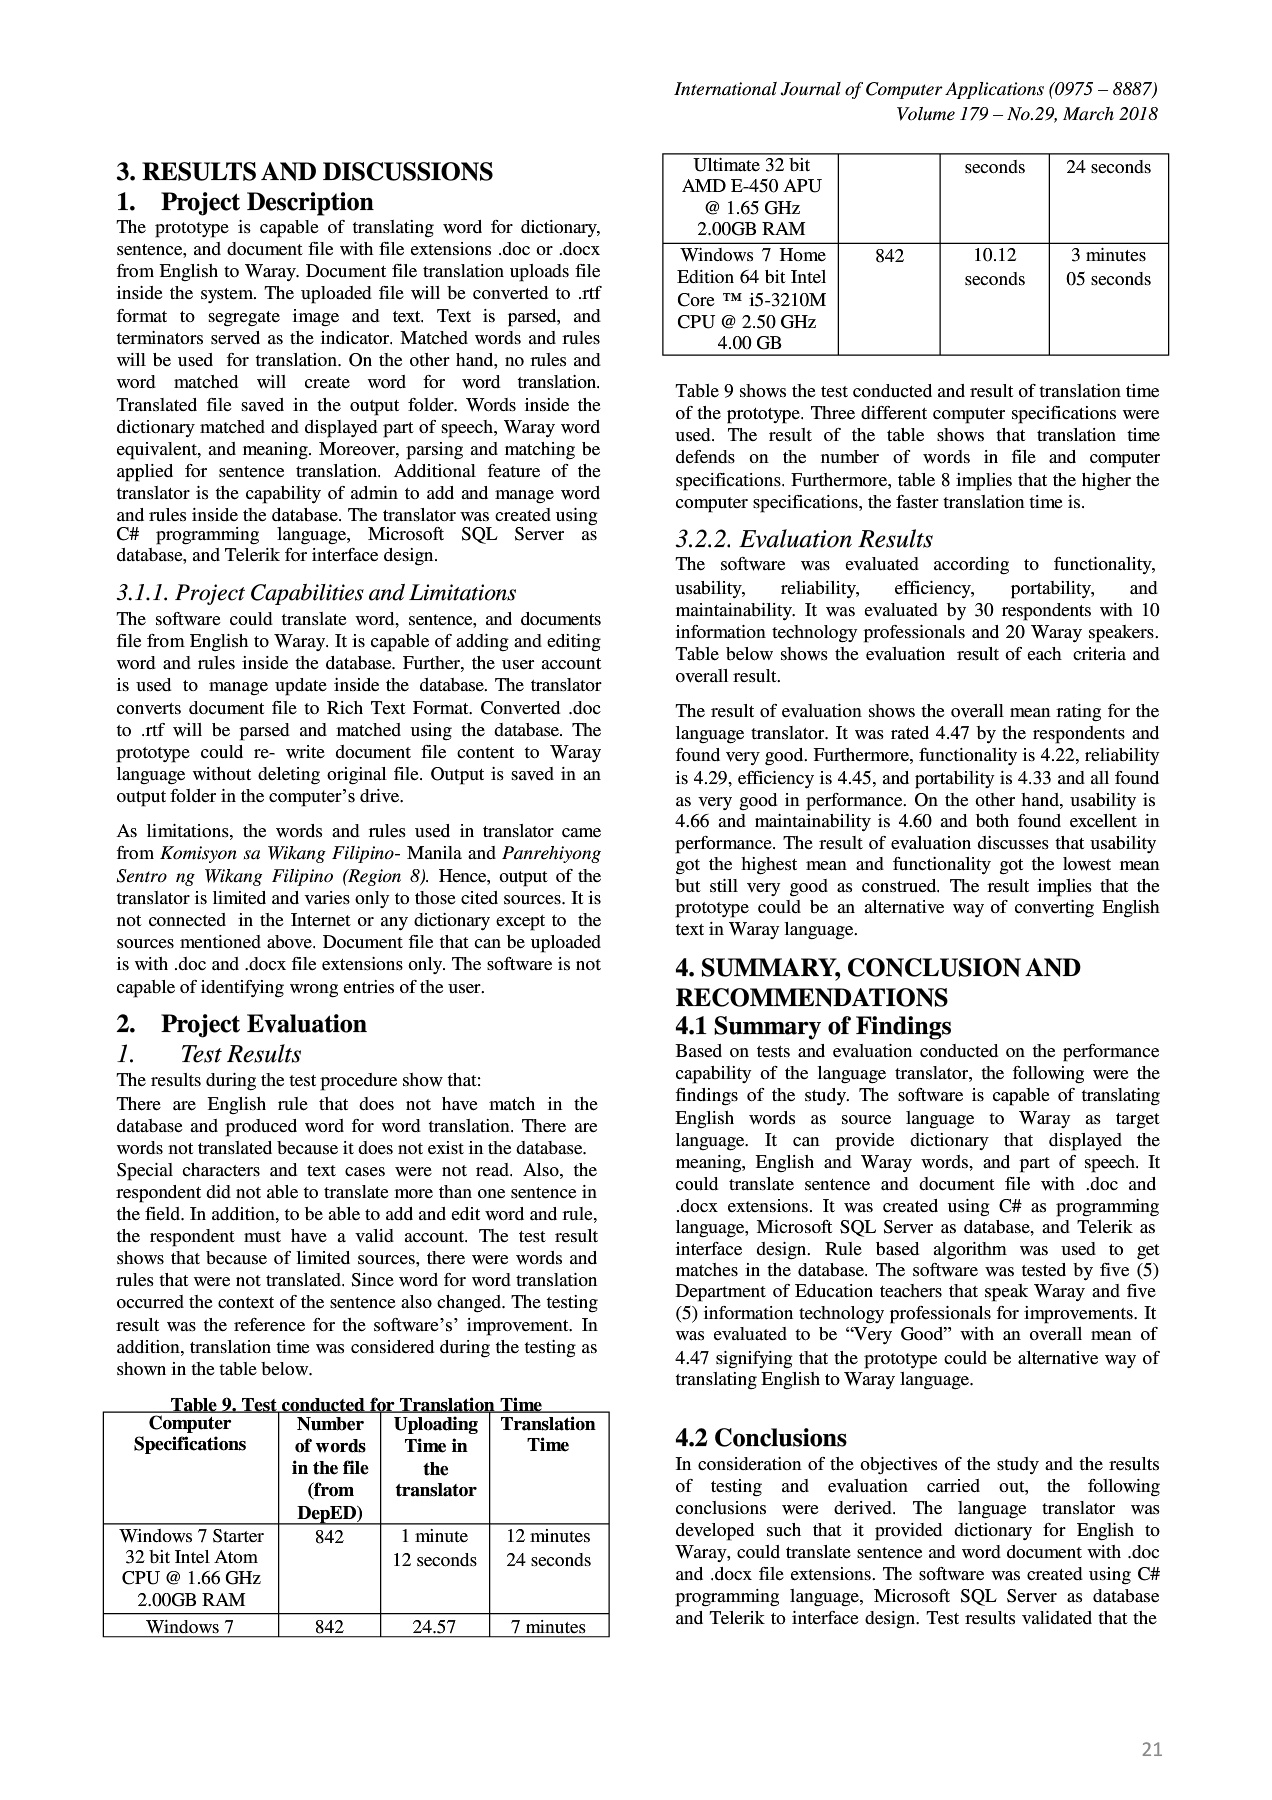 International Journal of Computer Applications (0975 – 8887)
Volume 179 – No.29, March 2018
3. RESULTS AND DISCUSSIONS
1. Project Description
The prototype is capable of translating word for dictionary,
sentence, and document file with file extensions .doc or .docx
from English to Waray. Document file translation uploads file
inside the system. The uploaded file will be converted to .rtf
format to segregate image and text. Text is parsed, and
terminators served as the indicator. Matched words and rules
will be used for translation. On the other hand, no rules and
word matched will create word for word translation.
Translated file saved in the output folder. Words inside the
dictionary matched and displayed part of speech, Waray word
equivalent, and meaning. Moreover, parsing and matching be
applied for sentence translation. Additional feature of the
translator is the capability of admin to add and manage word
and rules inside the database. The translator was created using
C# programming language, Microsoft SQL Server as
database, and Telerik for interface design.
3.1.1. Project Capabilities and Limitations
The software could translate word, sentence, and documents
file from English to Waray. It is capable of adding and editing
word and rules inside the database. Further, the user account
is used to manage update inside the database. The translator
converts document file to Rich Text Format. Converted .doc
to .rtf will be parsed and matched using the database. The
prototype could re- write document file content to Waray
language without deleting original file. Output is saved in an
output folder in the computer's drive.
As limitations, the words and rules used in translator came
from Komisyon sa Wikang Filipino- Manila and Panrehiyong
Sentro ng Wikang Filipino (Region 8). Hence, output of the
translator is limited and varies only to those cited sources. It is
not connected in the Internet or any dictionary except to the
sources mentioned above. Document file that can be uploaded
is with .doc and .docx file extensions only. The software is not
capable of identifying wrong entries of the user.
2. Project Evaluation
1. Test Results
The results during the test procedure show that:
There are English rule that does not have match in the
database and produced word for word translation. There are
words not translated because it does not exist in the database.
Special characters and text cases were not read. Also, the
respondent did not able to translate more than one sentence in
the field. In addition, to be able to add and edit word and rule,
the respondent must have a valid account. The test result
shows that because of limited sources, there were words and
rules that were not translated. Since word for word translation
occurred the context of the sentence also changed. The testing
result was the reference for the software's' improvement. In
addition, translation time was considered during the testing as
shown in the table below.
Table 9. Test conducted for Translation Time
Computer Specifications | Number of words in the file (from DepED) | Uploading Time in the translator | Translation Time
Windows 7 Starter 32 bit Intel Atom CPU @ 1.66 GHz 2.00GB RAM | 842 | 1 minute 12 seconds | 12 minutes 24 seconds
Windows 7 | 842 | 24.57 | 7 minutes
Ultimate 32 bit AMD E-450 APU @ 1.65 GHz 2.00GB RAM | | seconds | 24 seconds
Windows 7 Home Edition 64 bit Intel Core ™ i5-3210M CPU @ 2.50 GHz 4.00 GB | 842 | 10.12 seconds | 3 minutes 05 seconds
Table 9 shows the test conducted and result of translation time
of the prototype. Three different computer specifications were
used. The result of the table shows that translation time
defends on the number of words in file and computer
specifications. Furthermore, table 8 implies that the higher the
computer specifications, the faster translation time is.
3.2.2. Evaluation Results
The software was evaluated according to functionality,
usability, reliability, efficiency, portability, and
maintainability. It was evaluated by 30 respondents with 10
information technology professionals and 20 Waray speakers.
Table below shows the evaluation result of each criteria and
overall result.
The result of evaluation shows the overall mean rating for the
language translator. It was rated 4.47 by the respondents and
found very good. Furthermore, functionality is 4.22, reliability
is 4.29, efficiency is 4.45, and portability is 4.33 and all found
as very good in performance. On the other hand, usability is
4.66 and maintainability is 4.60 and both found excellent in
performance. The result of evaluation discusses that usability
got the highest mean and functionality got the lowest mean
but still very good as construed. The result implies that the
prototype could be an alternative way of converting English
text in Waray language.
4. SUMMARY, CONCLUSION AND
RECOMMENDATIONS
4.1 Summary of Findings
Based on tests and evaluation conducted on the performance
capability of the language translator, the following were the
findings of the study. The software is capable of translating
English words as source language to Waray as target
language. It can provide dictionary that displayed the
meaning, English and Waray words, and part of speech. It
could translate sentence and document file with .doc and
.docx extensions. It was created using C# as programming
language, Microsoft SQL Server as database, and Telerik as
interface design. Rule based algorithm was used to get
matches in the database. The software was tested by five (5)
Department of Education teachers that speak Waray and five
(5) information technology professionals for improvements. It
was evaluated to be “Very Good” with an overall mean of
4.47 signifying that the prototype could be alternative way of
translating English to Waray language.
4.2 Conclusions
In consideration of the objectives of the study and the results
of testing and evaluation carried out, the following
conclusions were derived. The language translator was
developed such that it provided dictionary for English to
Waray, could translate sentence and word document with .doc
and .docx file extensions. The software was created using C#
programming language, Microsoft SQL Server as database
and Telerik to interface design. Test results validated that the
21